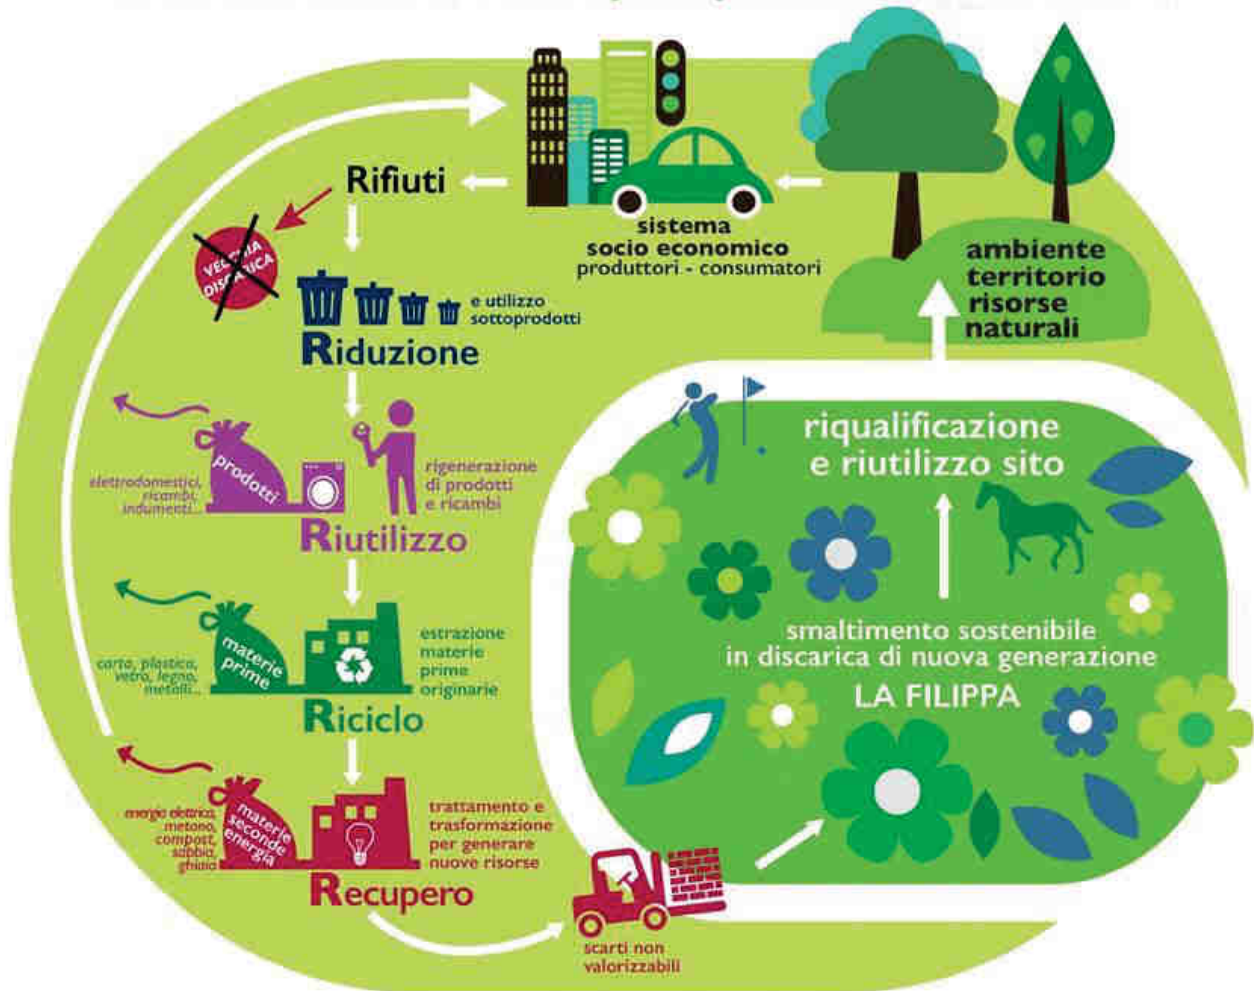 Rifiuti
VECCHIA
DISCARICA
sistema
socio economico
produttori - consumatori
ambiente
territorio
risorse
naturali
e utilizzo
sottoprodotti
Riduzione
prodotti
elettrodomestici,
ricambi,
indumenti...
rigenerazione
di prodotti
e ricambi
Riutilizzo
materie
prime
carta, plastica,
vetro, legno,
metalli...
estrazione
materie
prime
originarie
Riciclo
materie
seconde
energia
energia elettrica,
metano,
compost,
sabbia,
ghiaia
trattamento e
trasformazione
per generare
nuove risorse
Recupero
scarti non
valorizzabili
riqualificazione
e riutilizzo sito
smaltimento sostenibile
in discarica di nuova generazione
LA FILIPPA